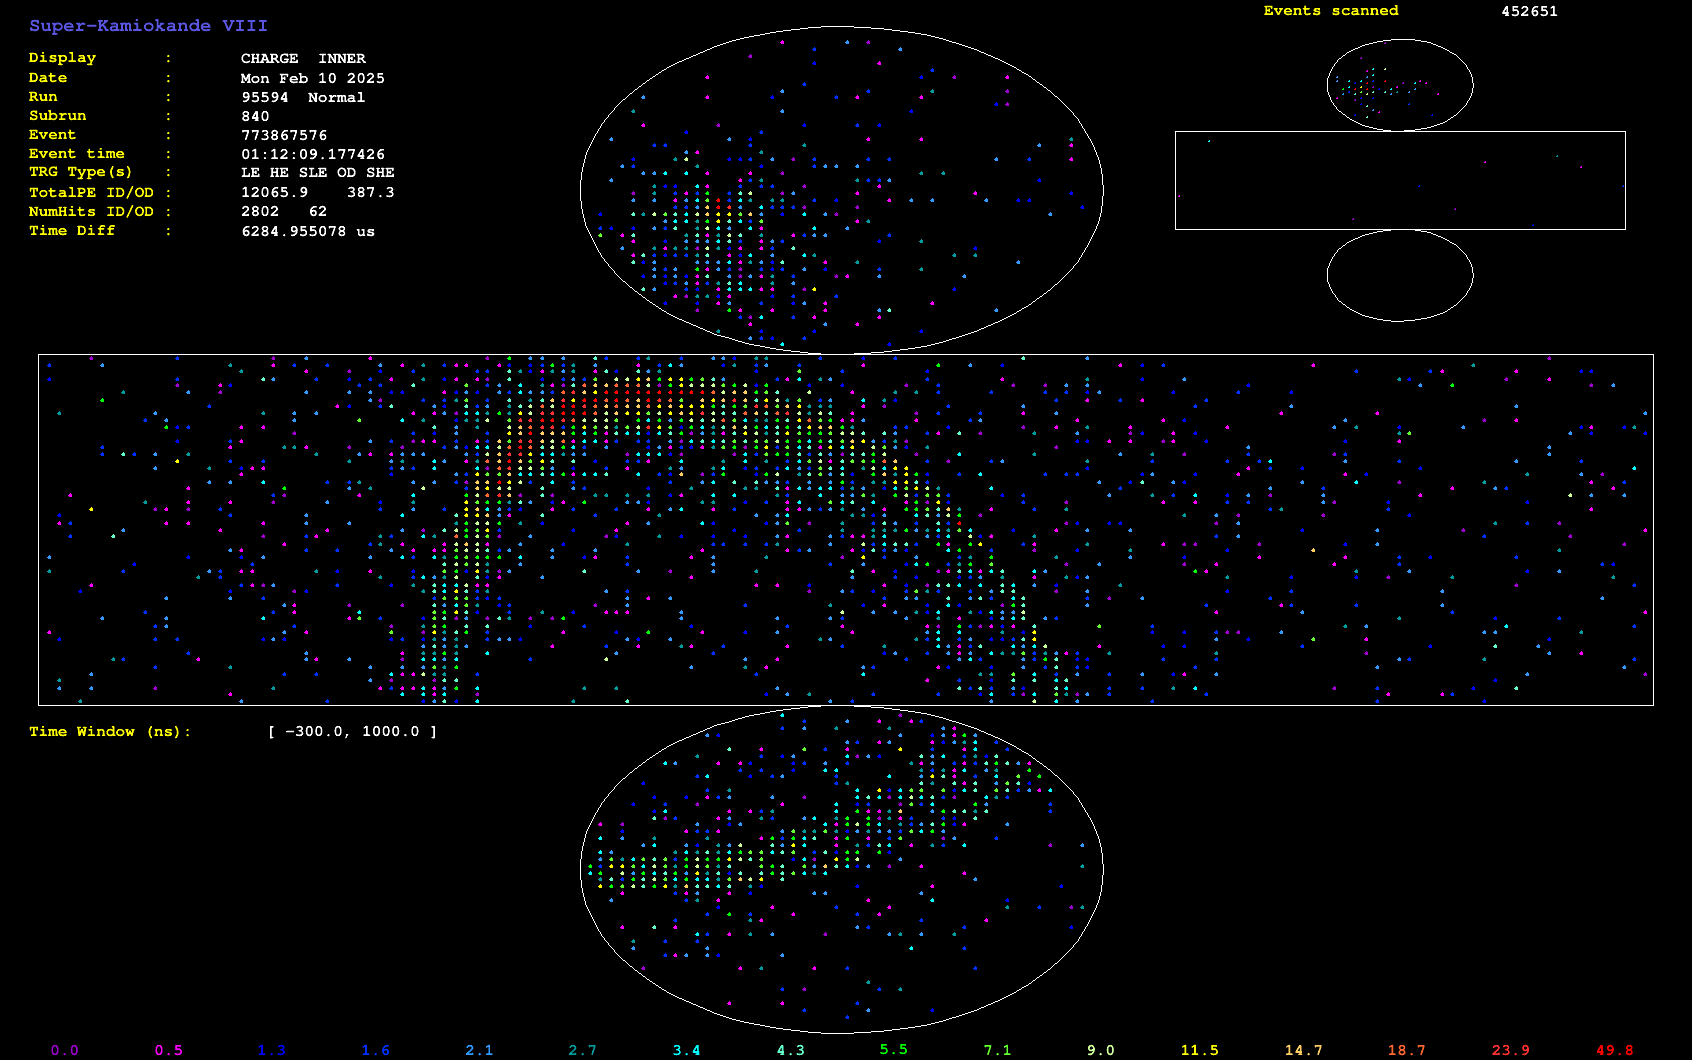 Super-Kamiokande VIII
Events scanned 452651
Display : CHARGE INNER
Date : Mon Feb 10 2025
Run : 95594 Normal
Subrun : 840
Event : 773867576
Event time : 01:12:09.177426
TRG Type(s) : LE HE SLE OD SHE
TotalPE ID/OD : 12065.9 387.3
NumHits ID/OD : 2802 62
Time Diff : 6284.955078 us
Time Window (ns): [ -300.0, 1000.0 ]
0.0 0.5 1.3 1.6 2.1 2.7 3.4 4.3 5.5 7.1 9.0 11.5 14.7 18.7 23.9 49.8